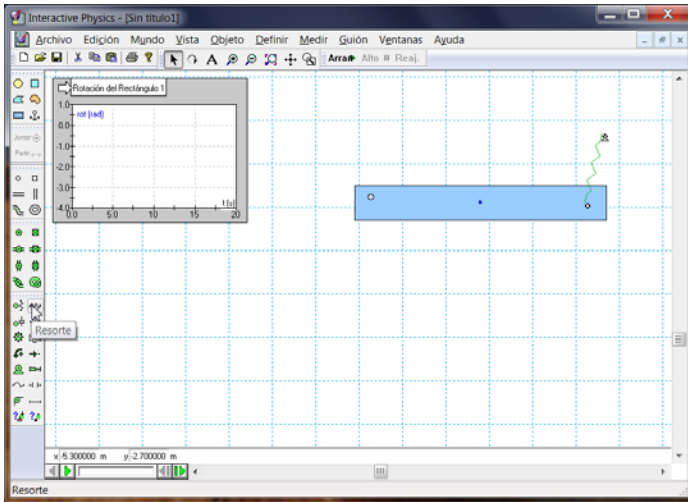 Interactive Physics - [Sin título1]
Archivo Edición Mundo Vista Objeto Definir Medir Guión Ventanas Ayuda
A Arran▶ Alto II Reaj.
Rotación del Rectángulo 1
1.0
rot (rad)
0.0
-1.0
-2.0
-3.0
-4.0
t [s]
0.0 5.0 10 15 20
Resorte
x -5.300000 m y -2.700000 m
Resorte